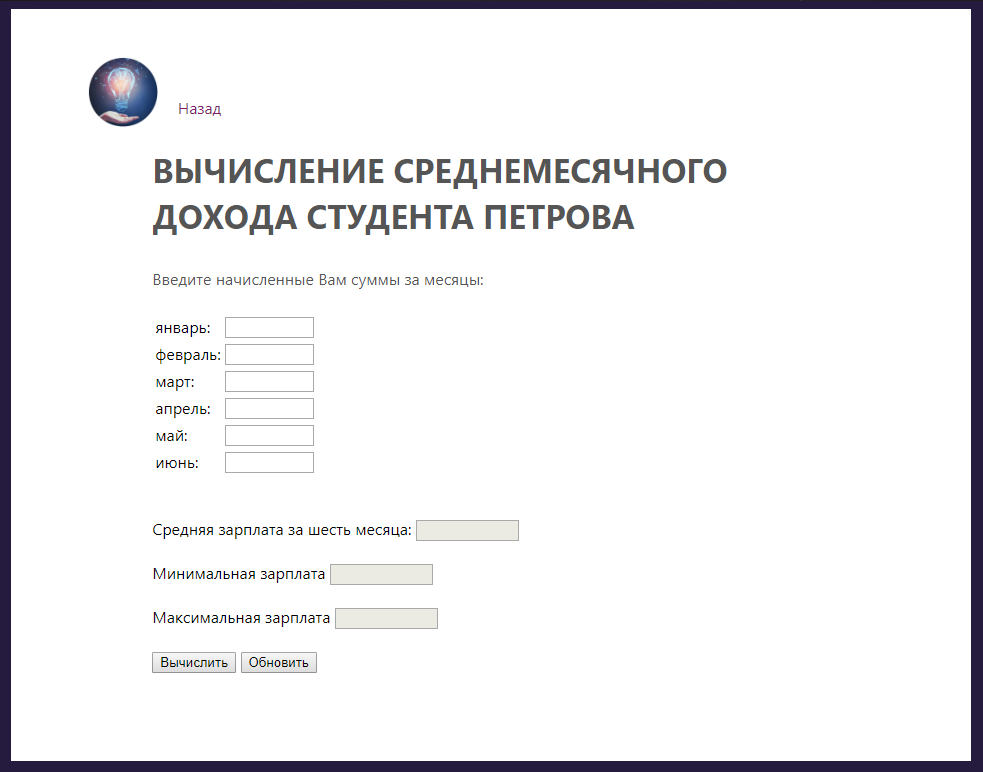 Назад
ВЫЧИСЛЕНИЕ СРЕДНЕМЕСЯЧНОГО
ДОХОДА СТУДЕНТА ПЕТРОВА
Введите начисленные Вам суммы за месяцы:
январь:
февраль:
март:
апрель:
май:
июнь:
Средняя зарплата за шесть месяца:
Минимальная зарплата
Максимальная зарплата
Вычислить Обновить